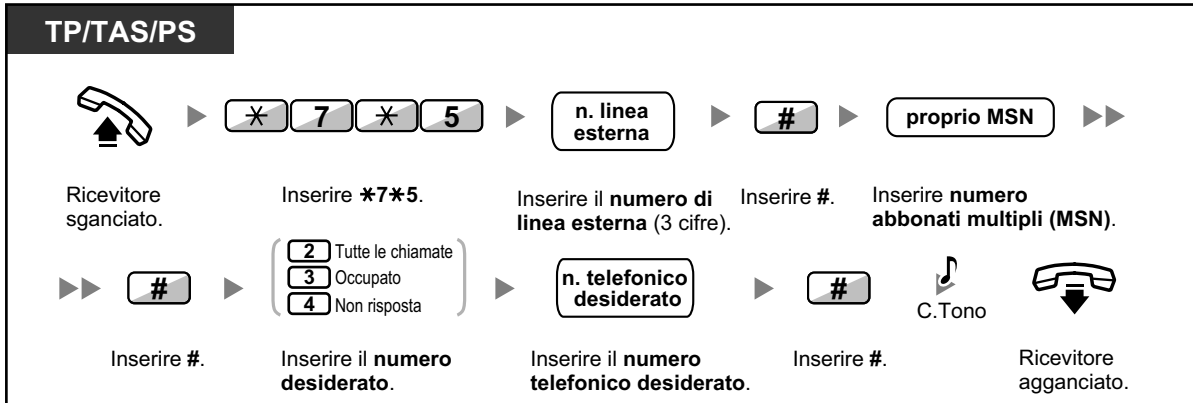 TP/TAS/PS
✳ 7 ✳ 5
n. linea
esterna
#
proprio MSN
Ricevitore
sganciato.
Inserire ✳7✳5.
Inserire il numero di
linea esterna (3 cifre).
Inserire #.
Inserire numero
abbonati multipli (MSN).
#
2 Tutte le chiamate
3 Occupato
4 Non risposta
n. telefonico
desiderato
#
C.Tono
Inserire #.
Inserire il numero
desiderato.
Inserire il numero
telefonico desiderato.
Inserire #.
Ricevitore
agganciato.